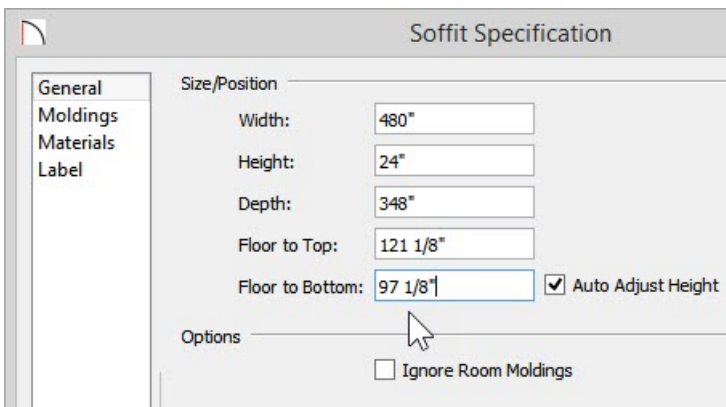 Soffit Specification
General
Moldings
Materials
Label
Size/Position
Width: 480"
Height: 24"
Depth: 348"
Floor to Top: 121 1/8"
Floor to Bottom: 97 1/8" Auto Adjust Height
Options
Ignore Room Moldings